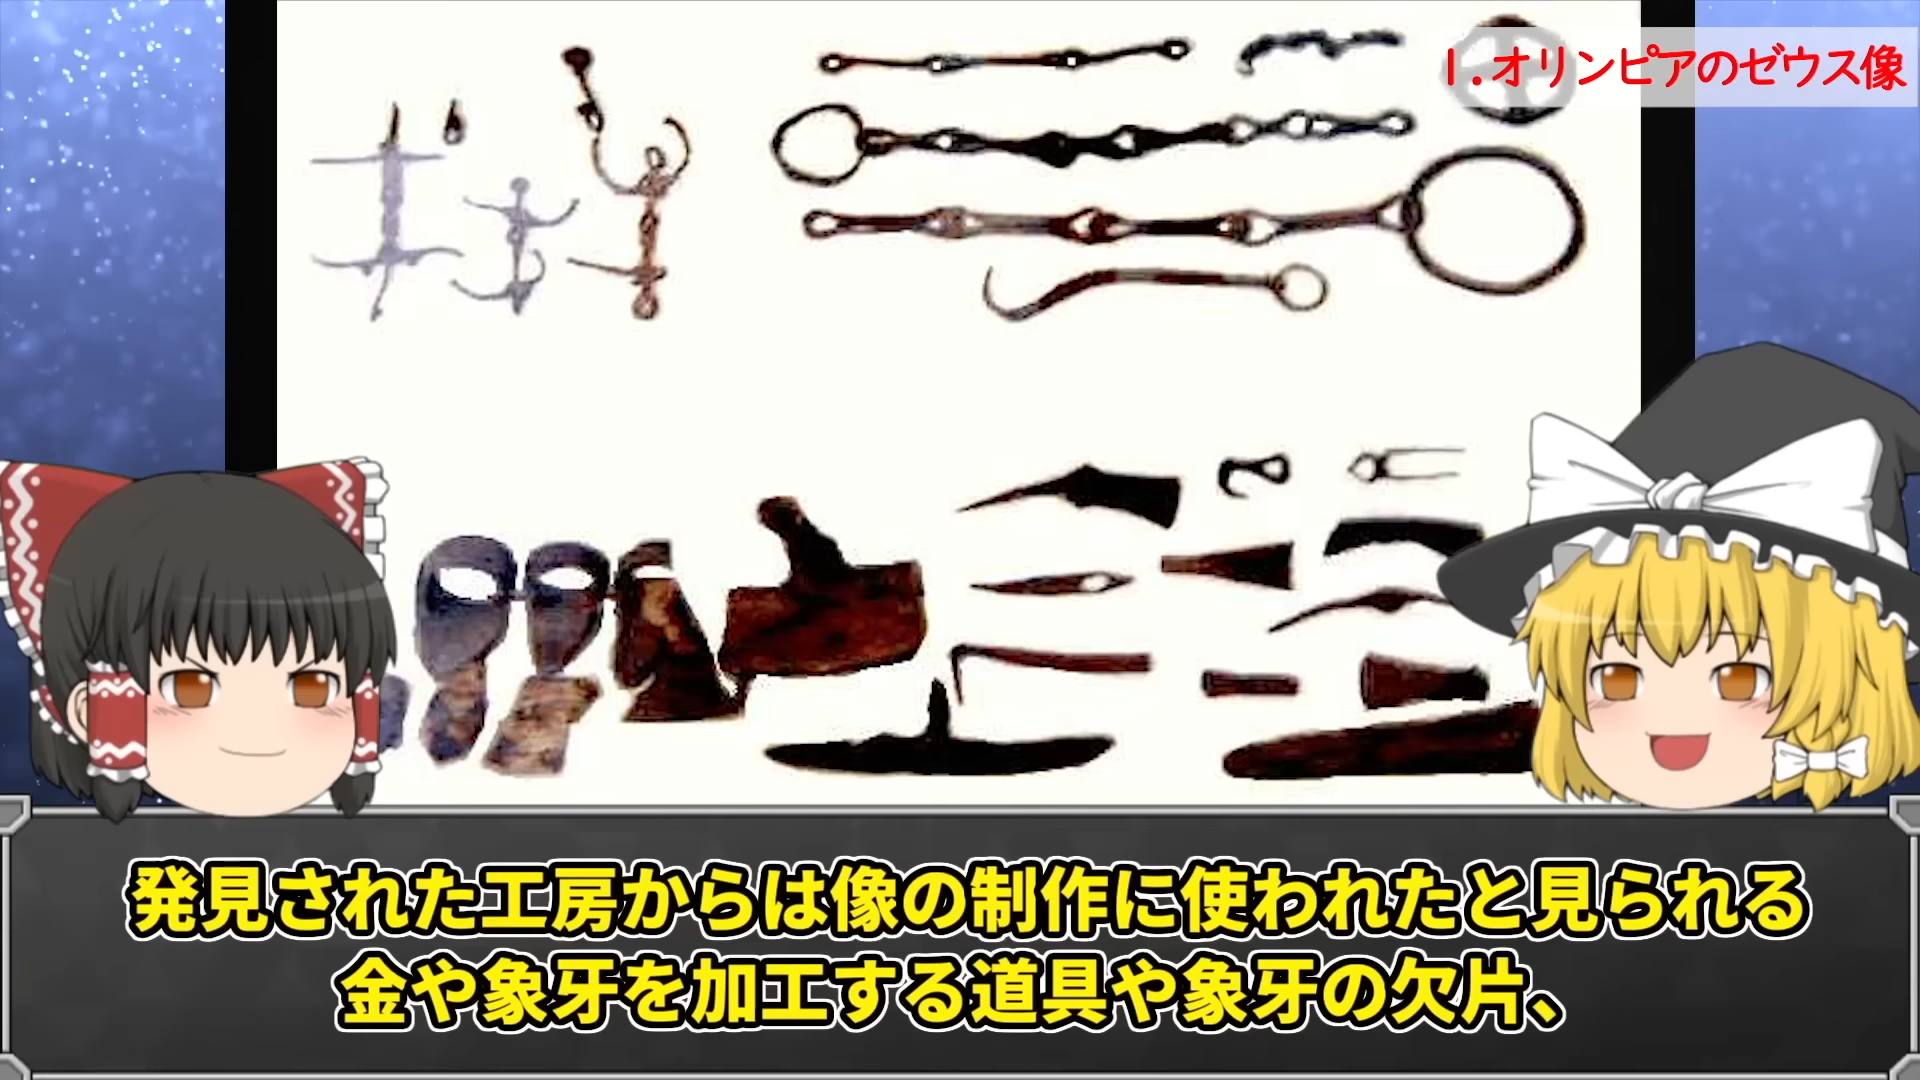 1.オリンピアのゼウス像
発見された工房からは像の制作に使われたと見られる
金や象牙を加工する道具や象牙の欠片、